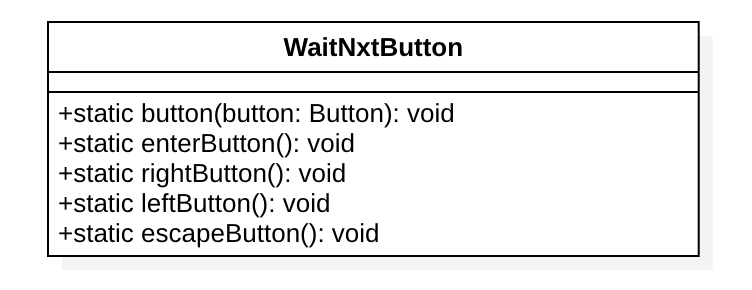 WaitNxtButton
+static button(button: Button): void
+static enterButton(): void
+static rightButton(): void
+static leftButton(): void
+static escapeButton(): void